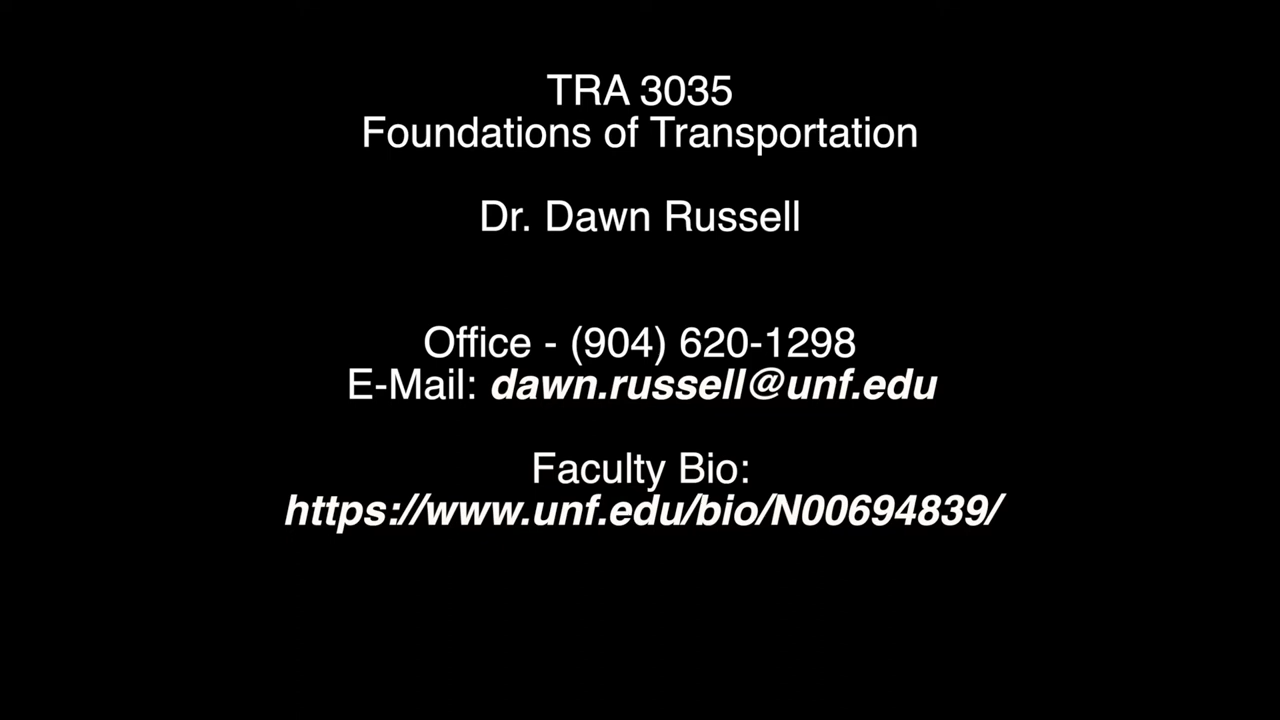 TRA 3035
Foundations of Transportation
Dr. Dawn Russell
Office - (904) 620-1298
E-Mail: dawn.russell@unf.edu
Faculty Bio:
https://www.unf.edu/bio/N00694839/